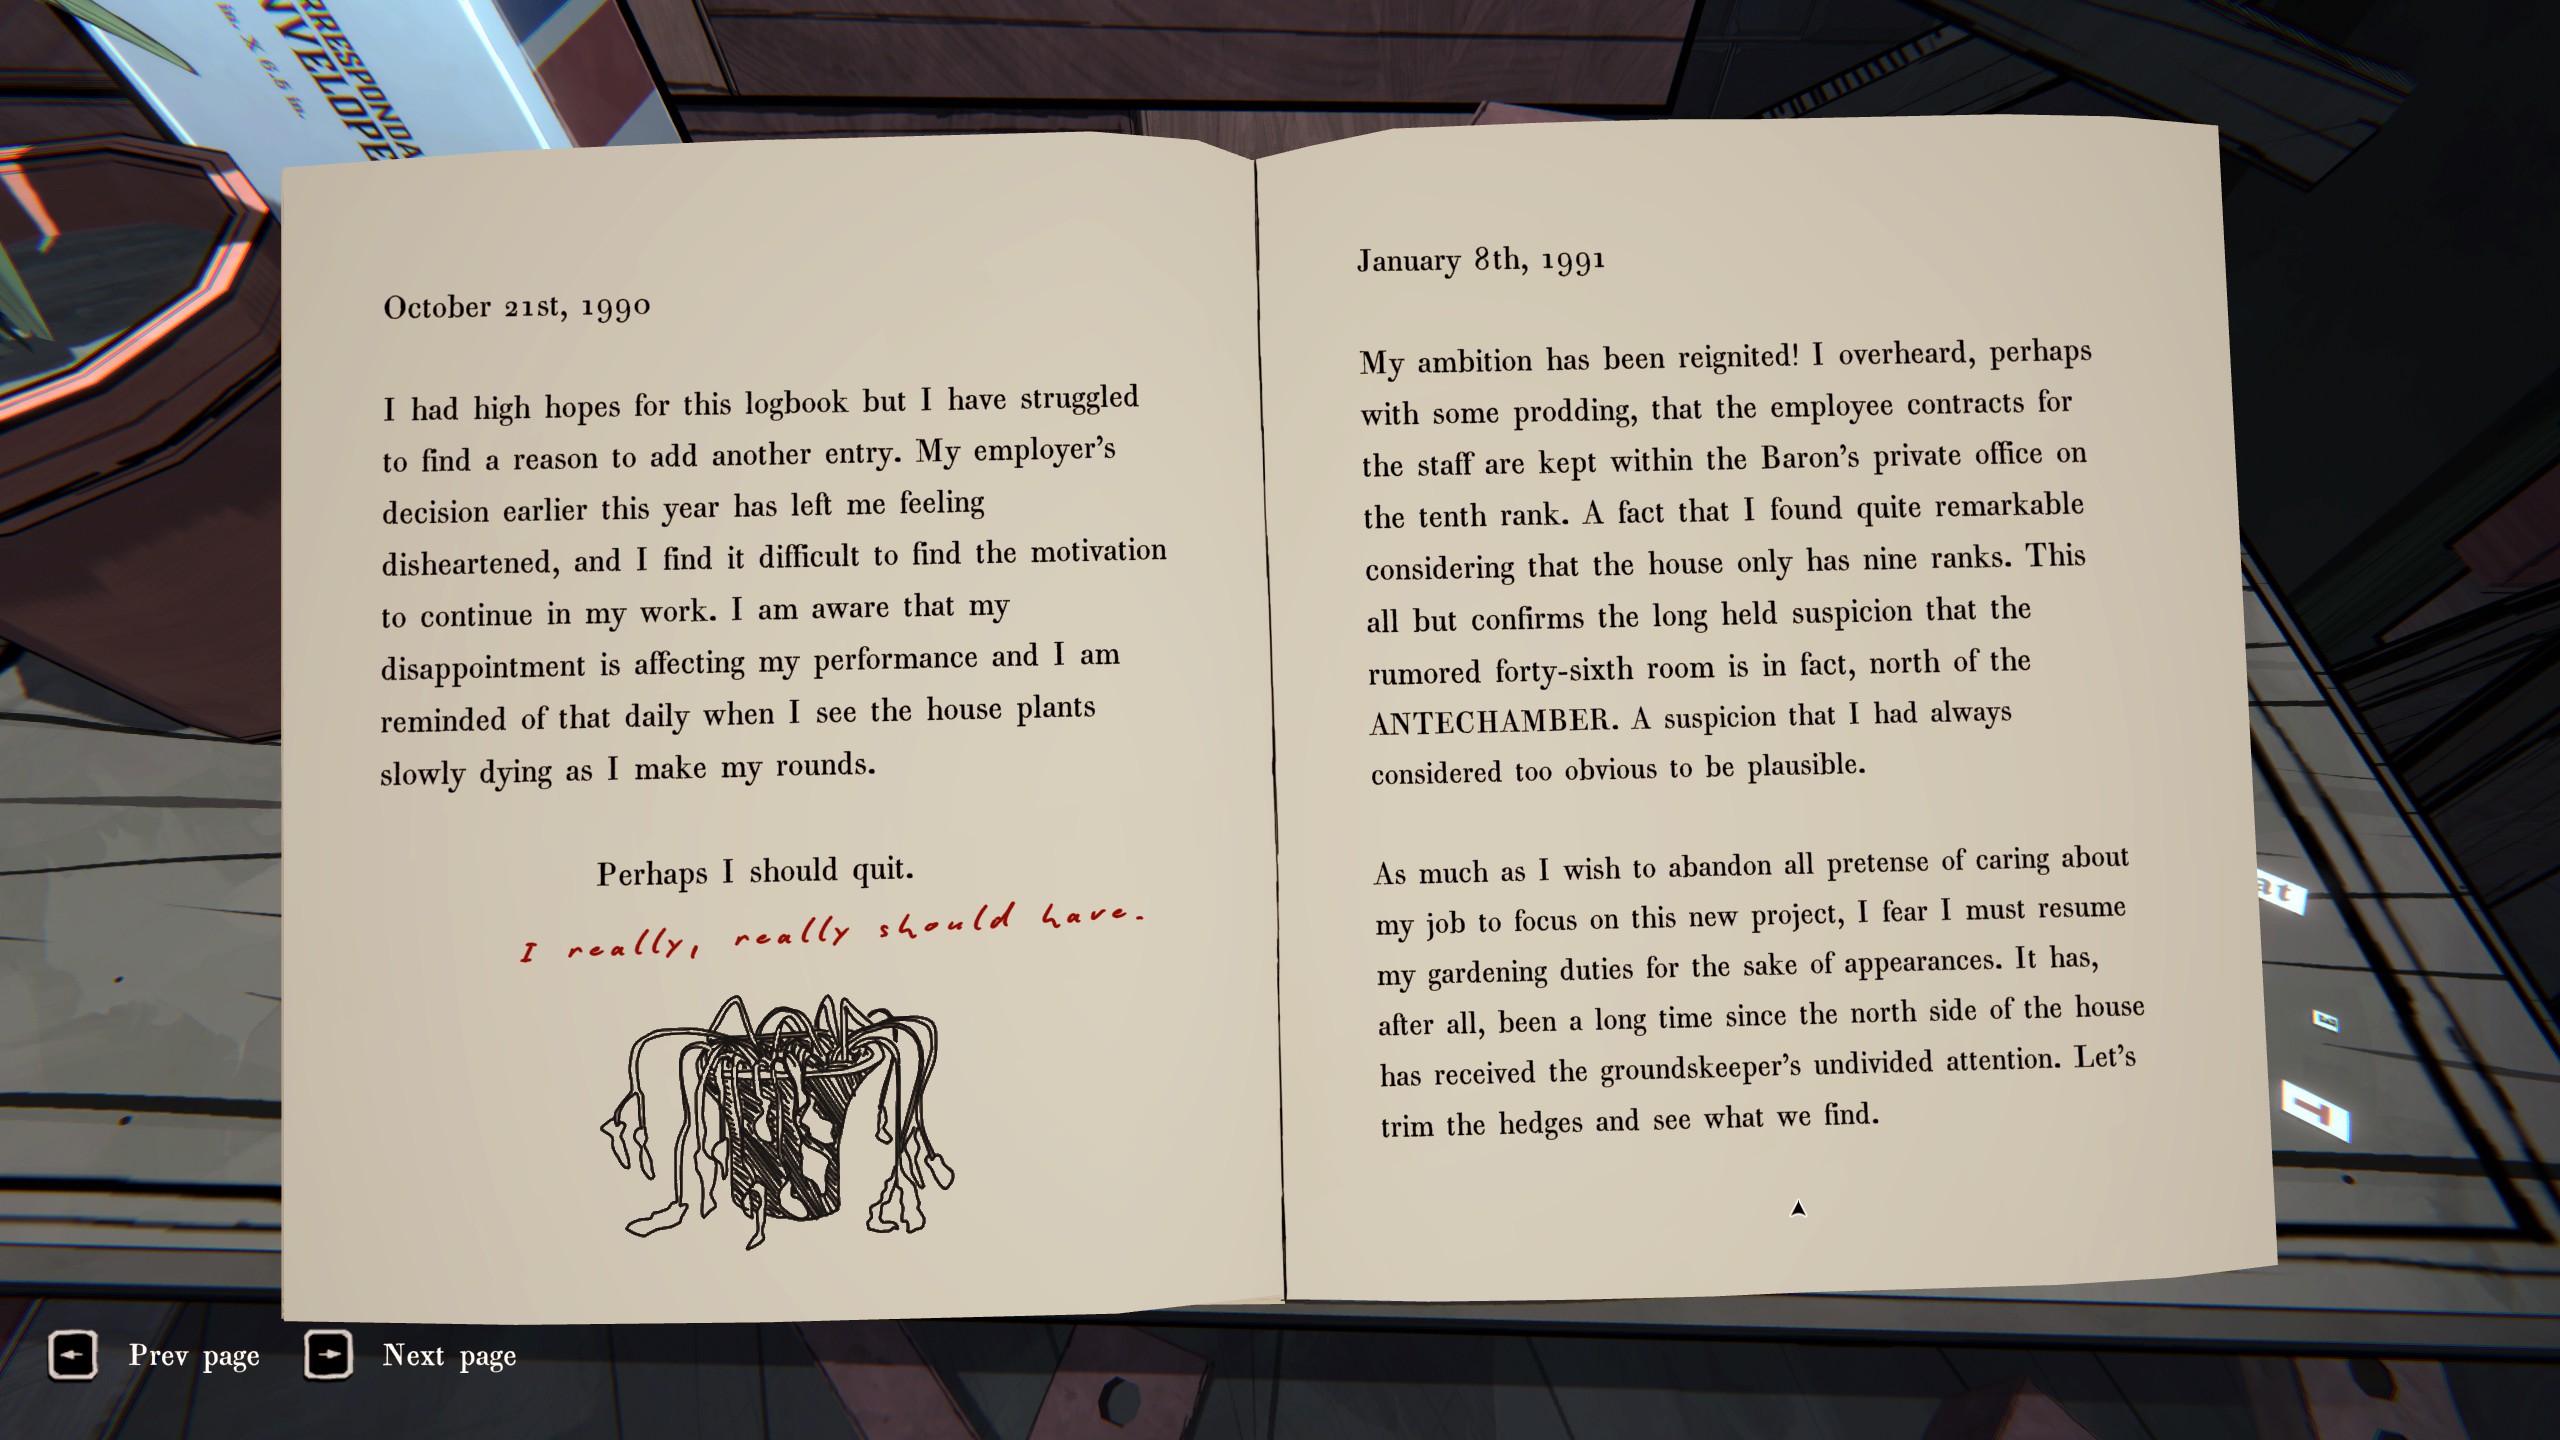 RRESPONDA
NVELOPE
in. X 6.5 in.
October 21st, 1990
I had high hopes for this logbook but I have struggled
to find a reason to add another entry. My employer's
decision earlier this year has left me feeling
disheartened, and I find it difficult to find the motivation
to continue in my work. I am aware that my
disappointment is affecting my performance and I am
reminded of that daily when I see the house plants
slowly dying as I make my rounds.
Perhaps I should quit.
I really, really should have.
January 8th, 1991
My ambition has been reignited! I overheard, perhaps
with some prodding, that the employee contracts for
the staff are kept within the Baron's private office on
the tenth rank. A fact that I found quite remarkable
considering that the house only has nine ranks. This
all but confirms the long held suspicion that the
rumored forty-sixth room is in fact, north of the
ANTECHAMBER. A suspicion that I had always
considered too obvious to be plausible.
As much as I wish to abandon all pretense of caring about
my job to focus on this new project, I fear I must resume
my gardening duties for the sake of appearances. It has,
after all, been a long time since the north side of the house
has received the groundskeeper's undivided attention. Let's
trim the hedges and see what we find.
at
Prev page
Next page